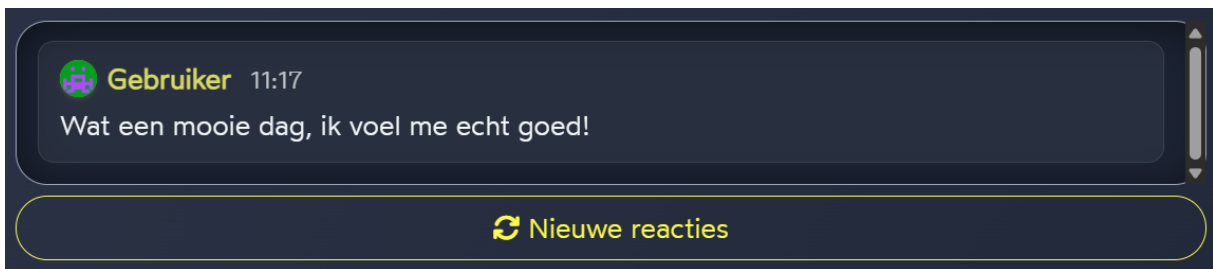 Gebruiker 11:17
Wat een mooie dag, ik voel me echt goed!
Nieuwe reacties